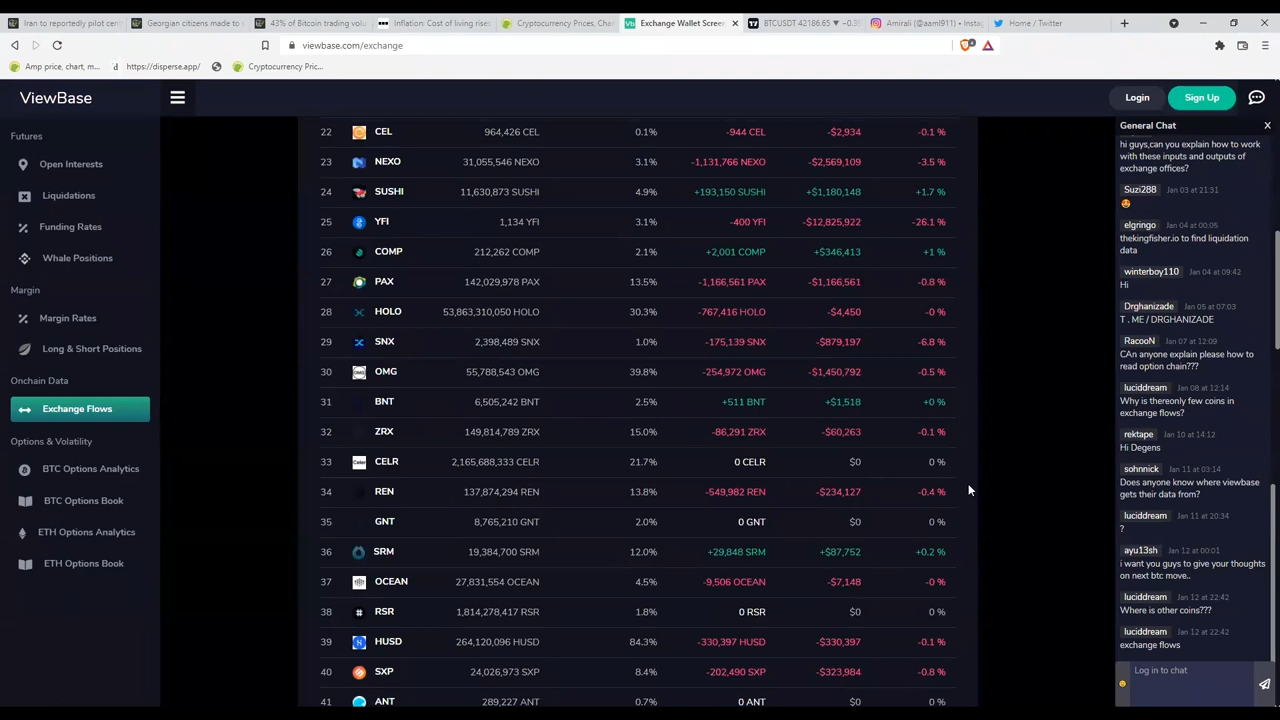 Iran to reportedly pilot cent
Georgian citizens made to s
43% of Bitcoin trading volu
Inflation: Cost of living rises
Cryptocurrency Prices, Cha
Exchange Wallet Scree
BTCUSDT 42186.65 ▼ −0.3
Amirali (@aaml911) • Insta
Home / Twitter
viewbase.com/exchange
Amp price, chart, m...
https://disperse.app/
Cryptocurrency Pric...
ViewBase
Login
Sign Up
Futures
Open Interests
Liquidations
Funding Rates
Whale Positions
Margin
Margin Rates
Long & Short Positions
Onchain Data
Exchange Flows
Options & Volatility
BTC Options Analytics
BTC Options Book
ETH Options Analytics
ETH Options Book
22 CEL 964,426 CEL 0.1% -944 CEL -$2,934 -0.1 %
23 NEXO 31,055,546 NEXO 3.1% -1,131,766 NEXO -$2,569,109 -3.5 %
24 SUSHI 11,630,873 SUSHI 4.9% +193,150 SUSHI +$1,180,148 +1.7 %
25 YFI 1,134 YFI 3.1% -400 YFI -$12,825,922 -26.1 %
26 COMP 212,262 COMP 2.1% +2,001 COMP +$346,413 +1 %
27 PAX 142,029,978 PAX 13.5% -1,166,561 PAX -$1,166,561 -0.8 %
28 HOLO 53,863,310,050 HOLO 30.3% -767,416 HOLO -$4,450 -0 %
29 SNX 2,398,489 SNX 1.0% -175,139 SNX -$879,197 -6.8 %
30 OMG 55,788,543 OMG 39.8% -254,972 OMG -$1,450,792 -0.5 %
31 BNT 6,505,242 BNT 2.5% +511 BNT +$1,518 +0 %
32 ZRX 149,814,789 ZRX 15.0% -86,291 ZRX -$60,263 -0.1 %
33 CELR 2,165,688,333 CELR 21.7% 0 CELR $0 0 %
34 REN 137,874,294 REN 13.8% -549,982 REN -$234,127 -0.4 %
35 GNT 8,765,210 GNT 2.0% 0 GNT $0 0 %
36 SRM 19,384,700 SRM 12.0% +29,848 SRM +$87,752 +0.2 %
37 OCEAN 27,831,554 OCEAN 4.5% -9,506 OCEAN -$7,148 -0 %
38 RSR 1,814,278,417 RSR 1.8% 0 RSR $0 0 %
39 HUSD 264,120,096 HUSD 84.3% -330,397 HUSD -$330,397 -0.1 %
40 SXP 24,026,973 SXP 8.4% -202,490 SXP -$323,984 -0.8 %
41 ANT 289,227 ANT 0.7% 0 ANT $0 0 %
General Chat
hi guys,can you explain how to work
with these inputs and outputs of
exchange offices?
Suzi288 Jan 03 at 21:31
elgringo Jan 04 at 00:05
thekingfisher.io to find liquidation
data
winterboy110 Jan 04 at 09:42
Hi
Drghanizade Jan 05 at 07:03
T . ME / DRGHANIZADE
RacooN Jan 07 at 12:09
CAn anyone explain please how to
read option chain???
luciddream Jan 08 at 12:14
Why is thereonly few coins in
exchange flows?
rektape Jan 10 at 14:12
Hi Degens
sohnnick Jan 11 at 03:14
Does anyone know where viewbase
gets their data from?
luciddream Jan 11 at 20:34
?
ayu13sh Jan 12 at 00:01
i want you guys to give your thoughts
on next btc move..
luciddream Jan 12 at 22:42
Where is other coins???
luciddream Jan 12 at 22:42
exchange flows
Log in to chat